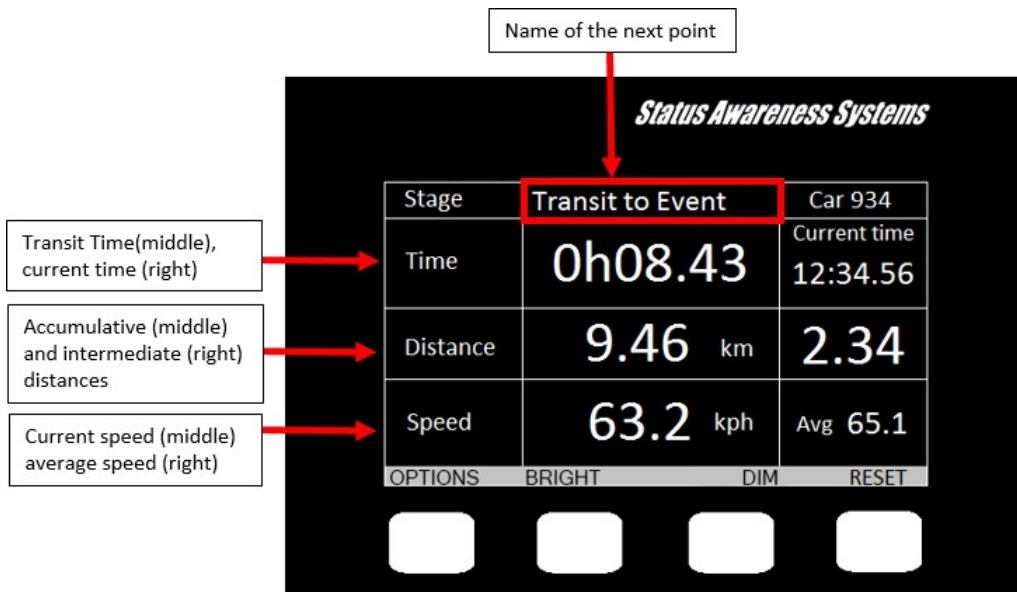 Name of the next point
Status Awareness Systems
Stage Transit to Event Car 934
Transit Time(middle),
current time (right)
Time 0h08.43 Current time
12:34.56
Accumulative (middle)
and intermediate (right)
distances
Distance 9.46 km 2.34
Current speed (middle)
average speed (right)
Speed 63.2 kph Avg 65.1
OPTIONS BRIGHT DIM RESET